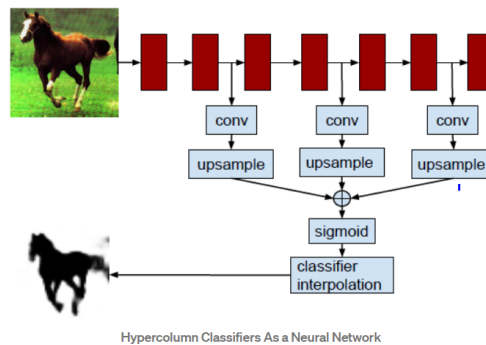 conv
conv
conv
upsample
upsample
upsample
sigmoid
classifier
interpolation
Hypercolumn Classifiers As a Neural Network